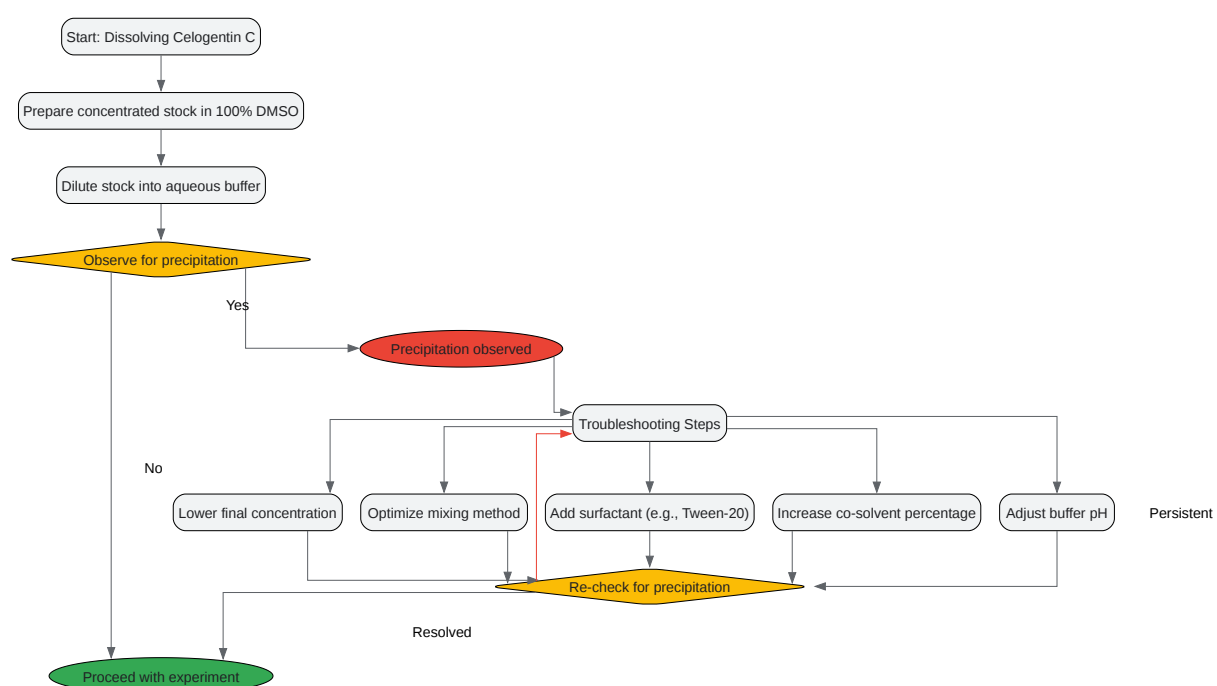 Start: Dissolving Celogentin C
Prepare concentrated stock in 100% DMSO
Dilute stock into aqueous buffer
Observe for precipitation
Yes
Precipitation observed
Troubleshooting Steps
No
Lower final concentration
Optimize mixing method
Add surfactant (e.g., Tween-20)
Increase co-solvent percentage
Adjust buffer pH
Persistent
Re-check for precipitation
Resolved
Proceed with experiment